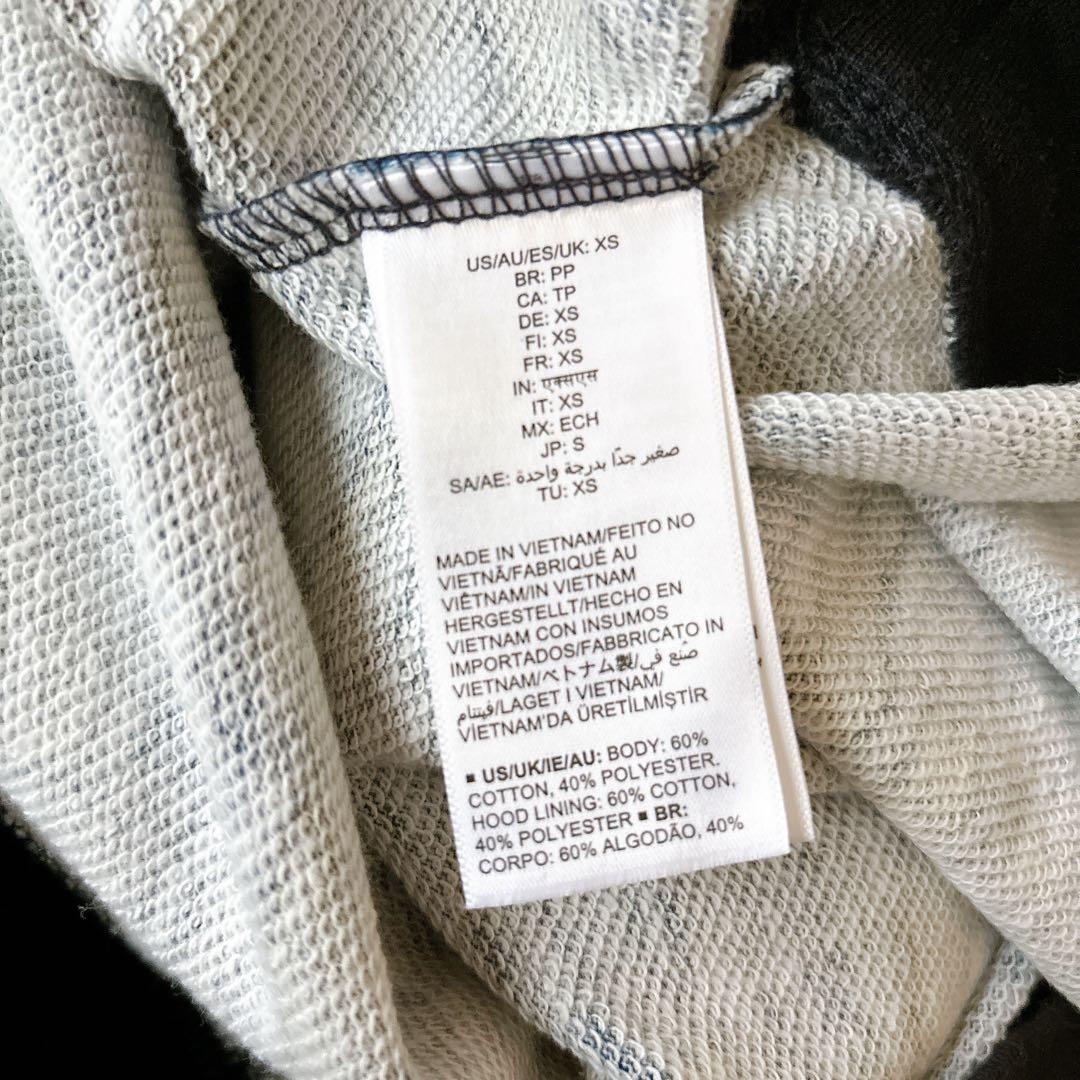 US/AU/ES/UK: XS
BR: PP
CA: TP
DE: XS
FI: XS
FR: XS
IN: एक्सएस
IT: XS
MX: ECH
JP: S
SA/AE: صغير جدًا بدرجة واحدة
TU: XS
MADE IN VIETNAM/FEITO NO
VIETNÃ/FABRIQUÉ AU
VIÊTNAM/IN VIETNAM
HERGESTELLT/HECHO EN
VIETNAM CON INSUMOS
IMPORTADOS/FABBRICATO IN
VIETNAM/ベトナム製/صنع في
فيتنام/LAGET I VIETNAM/
VIETNAM'DA ÜRETİLMİŞTİR
■ US/UK/IE/AU: BODY: 60%
COTTON, 40% POLYESTER.
HOOD LINING: 60% COTTON,
40% POLYESTER ■ BR:
CORPO: 60% ALGODÃO, 40%